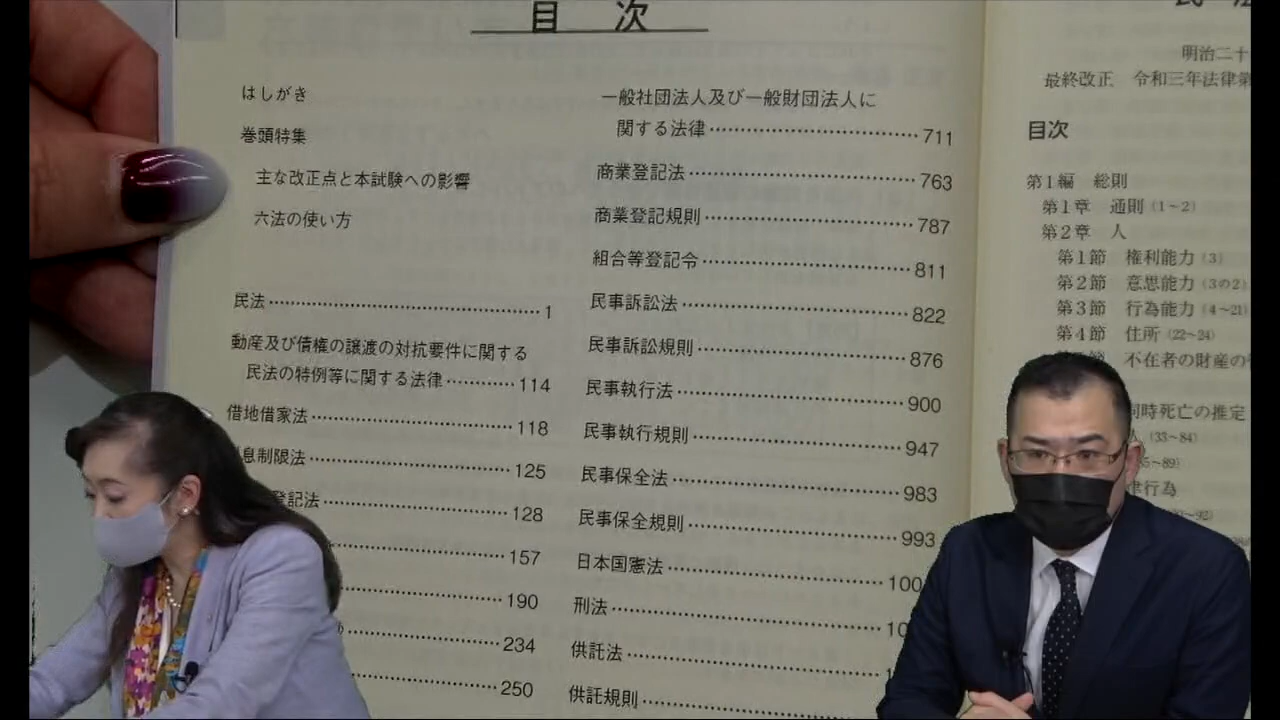 目 次
はしがき
巻頭特集
主な改正点と本試験への影響
六法の使い方
民法 1
動産及び債権の譲渡の対抗要件に関する
民法の特例等に関する法律 114
借地借家法 118
息制限法 125
登記法 128
157
190
234
250
一般社団法人及び一般財団法人に
関する法律 711
商業登記法 763
商業登記規則 787
組合等登記令 811
民事訴訟法 822
民事訴訟規則 876
民事執行法 900
民事執行規則 947
民事保全法 983
民事保全規則 993
日本国憲法 100
刑法 10
供託法
供託規則
明治二十
最終改正 令和三年法律第
目次
第1編 総則
第1章 通則 (1~2)
第2章 人
第1節 権利能力 (3)
第2節 意思能力 (3の2)
第3節 行為能力 (4~21)
第4節 住所 (22~24)
節 不在者の財産の
同時死亡の推定
人 (33~84)
律行為